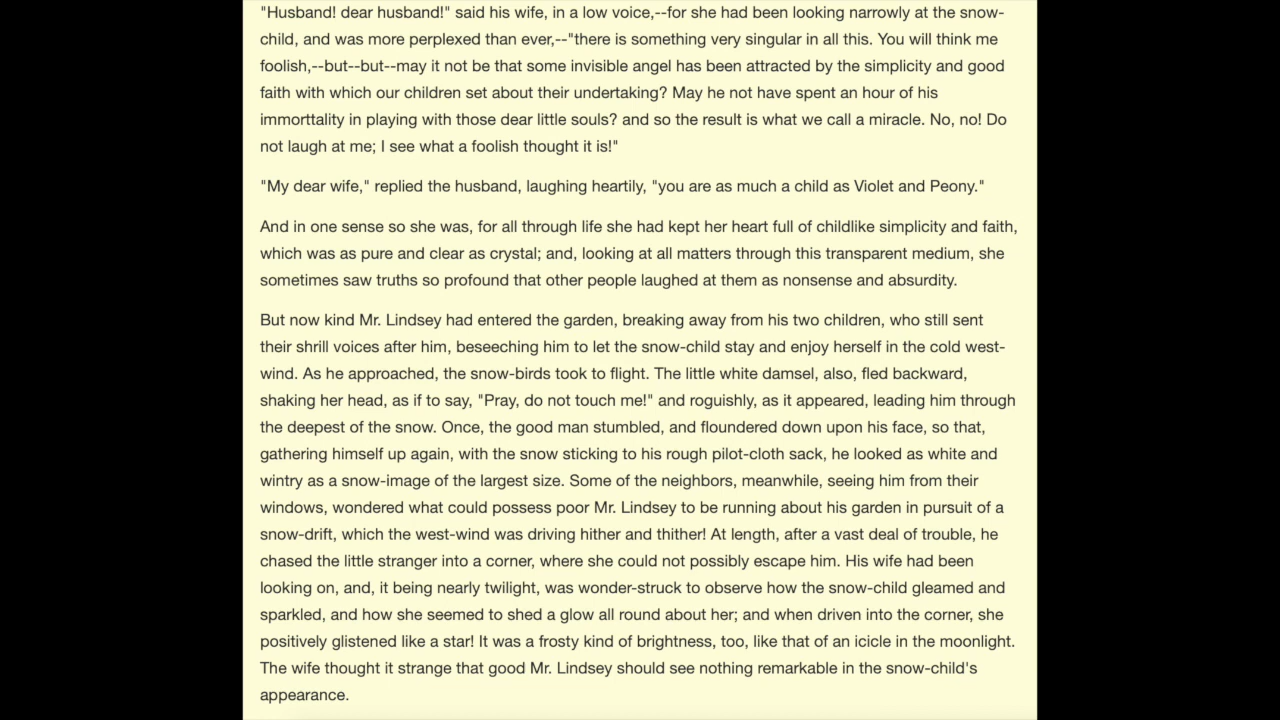 "Husband! dear husband!" said his wife, in a low voice,--for she had been looking narrowly at the snow-
child, and was more perplexed than ever,--"there is something very singular in all this. You will think me
foolish,--but--but--may it not be that some invisible angel has been attracted by the simplicity and good
faith with which our children set about their undertaking? May he not have spent an hour of his
immorttality in playing with those dear little souls? and so the result is what we call a miracle. No, no! Do
not laugh at me; I see what a foolish thought it is!"
"My dear wife," replied the husband, laughing heartily, "you are as much a child as Violet and Peony."
And in one sense so she was, for all through life she had kept her heart full of childlike simplicity and faith,
which was as pure and clear as crystal; and, looking at all matters through this transparent medium, she
sometimes saw truths so profound that other people laughed at them as nonsense and absurdity.
But now kind Mr. Lindsey had entered the garden, breaking away from his two children, who still sent
their shrill voices after him, beseeching him to let the snow-child stay and enjoy herself in the cold west-
wind. As he approached, the snow-birds took to flight. The little white damsel, also, fled backward,
shaking her head, as if to say, "Pray, do not touch me!" and roguishly, as it appeared, leading him through
the deepest of the snow. Once, the good man stumbled, and floundered down upon his face, so that,
gathering himself up again, with the snow sticking to his rough pilot-cloth sack, he looked as white and
wintry as a snow-image of the largest size. Some of the neighbors, meanwhile, seeing him from their
windows, wondered what could possess poor Mr. Lindsey to be running about his garden in pursuit of a
snow-drift, which the west-wind was driving hither and thither! At length, after a vast deal of trouble, he
chased the little stranger into a corner, where she could not possibly escape him. His wife had been
looking on, and, it being nearly twilight, was wonder-struck to observe how the snow-child gleamed and
sparkled, and how she seemed to shed a glow all round about her; and when driven into the corner, she
positively glistened like a star! It was a frosty kind of brightness, too, like that of an icicle in the moonlight.
The wife thought it strange that good Mr. Lindsey should see nothing remarkable in the snow-child's
appearance.